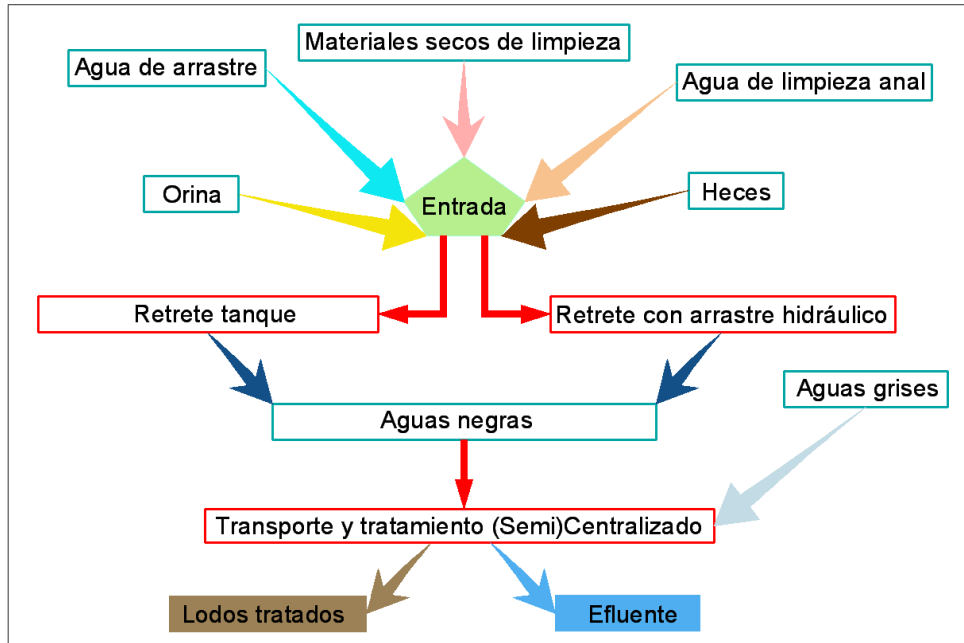 Materiales secos de limpieza
Agua de arrastre
Agua de limpieza anal
Orina
Entrada
Heces
Retrete tanque
Retrete con arrastre hidráulico
Aguas grises
Aguas negras
Transporte y tratamiento (Semi)Centralizado
Lodos tratados
Efluente